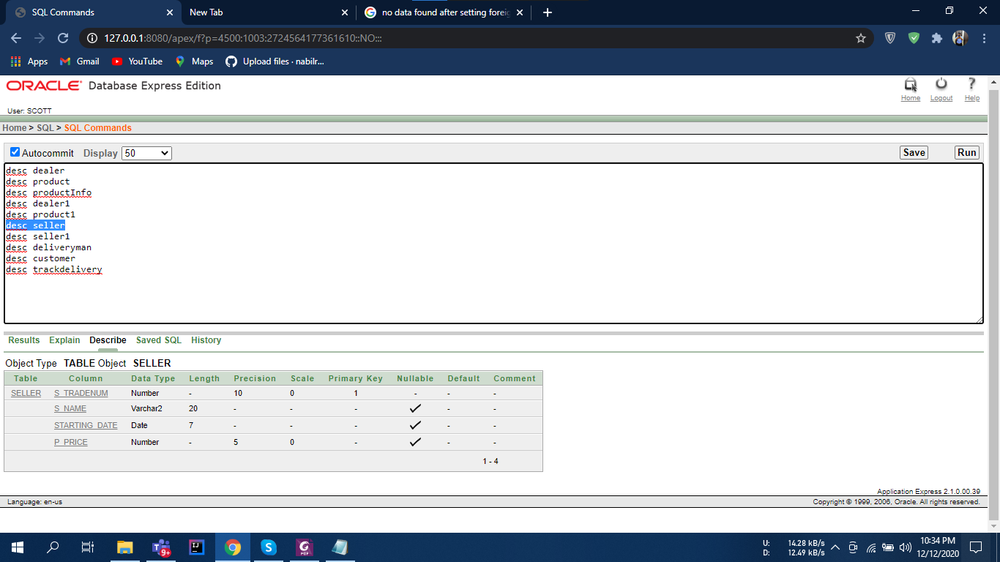 SQL Commands
New Tab
no data found after setting foreig
127.0.0.1:8080/apex/f?p=4500:1003:2724564177361610::NO:::
Apps
Gmail
YouTube
Maps
Upload files · nabilr...
ORACLE Database Express Edition
Home
Logout
Help
User: SCOTT
Home > SQL > SQL Commands
Autocommit Display 50
Save
Run
desc dealer
desc product
desc productInfo
desc dealer1
desc product1
desc seller
desc seller1
desc deliveryman
desc customer
desc trackdelivery
Results Explain Describe Saved SQL History
Object Type TABLE Object SELLER
Table Column Data Type Length Precision Scale Primary Key Nullable Default Comment
SELLER S_TRADENUM Number - 10 0 1 - - -
S_NAME Varchar2 20 - - - ✓ - -
STARTING_DATE Date 7 - - - ✓ - -
P_PRICE Number - 5 0 - ✓ - -
1 - 4
Application Express 2.1.0.00.39
Language: en-us
Copyright © 1999, 2006, Oracle. All rights reserved.
9+
IJ
S
G
PDF
U: 14.28 kB/s
D: 12.49 kB/s
10:34 PM
12/12/2020